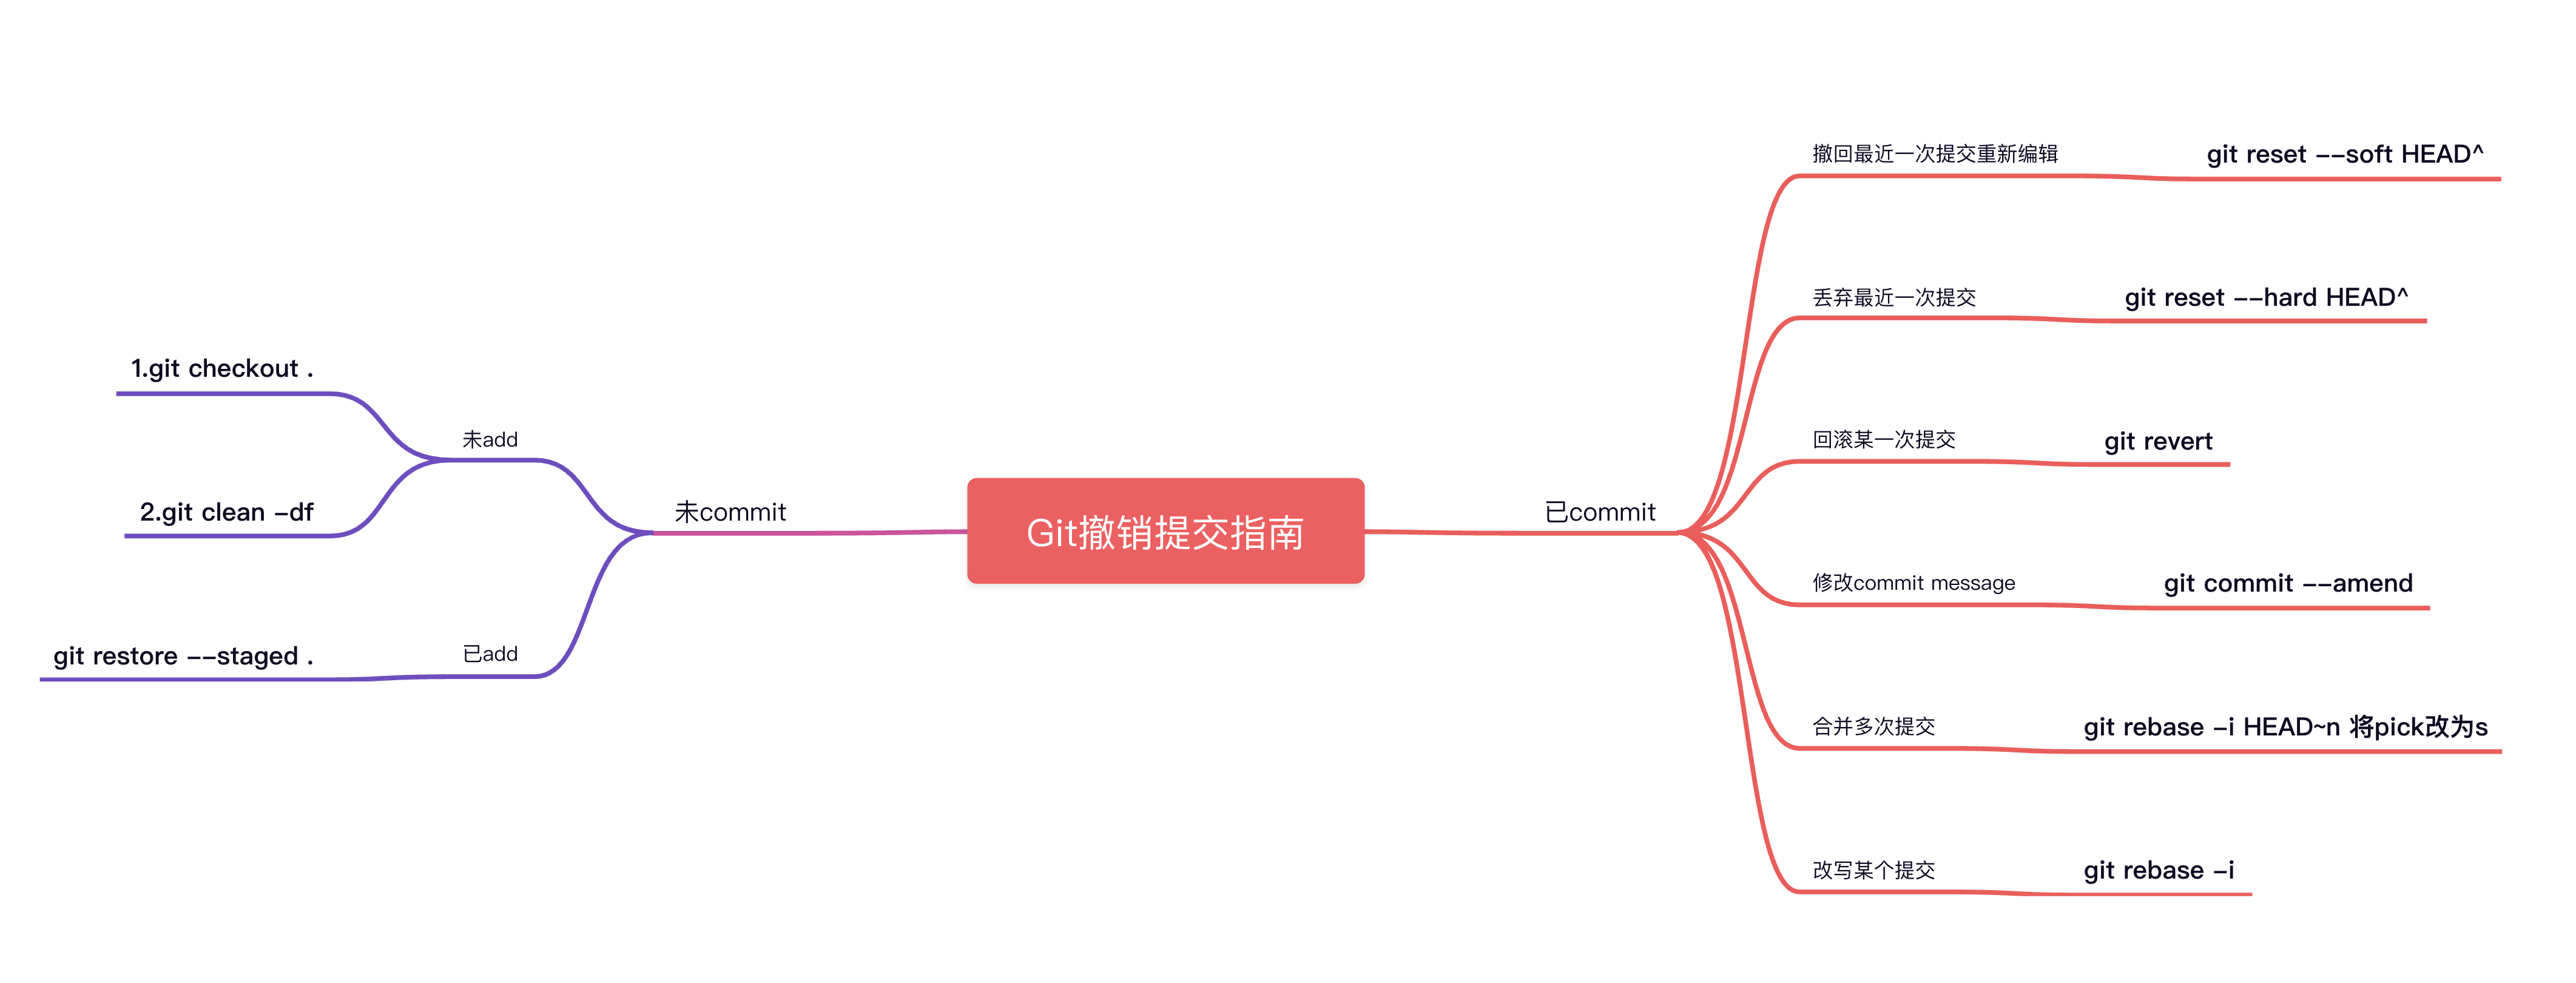 Git撤销提交指南
未commit
未add
1.git checkout .
2.git clean -df
已add
git restore --staged .
已commit
撤回最近一次提交重新编辑
git reset --soft HEAD^
丢弃最近一次提交
git reset --hard HEAD^
回滚某一次提交
git revert
修改commit message
git commit --amend
合并多次提交
git rebase -i HEAD~n 将pick改为s
改写某个提交
git rebase -i